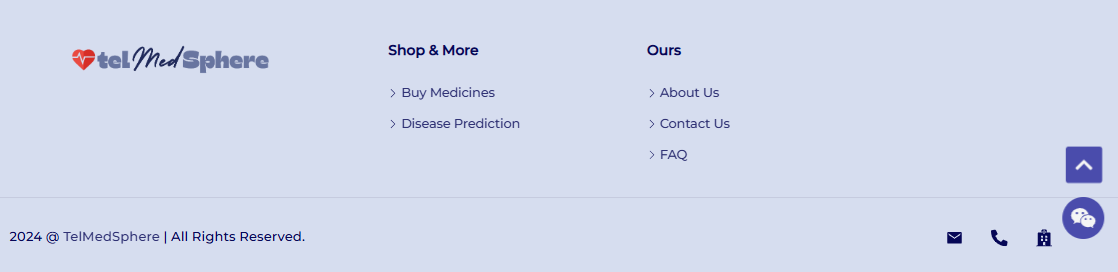 telMedSphere
Shop & More
Buy Medicines
Disease Prediction
Ours
About Us
Contact Us
FAQ
2024 @ TelMedSphere | All Rights Reserved.